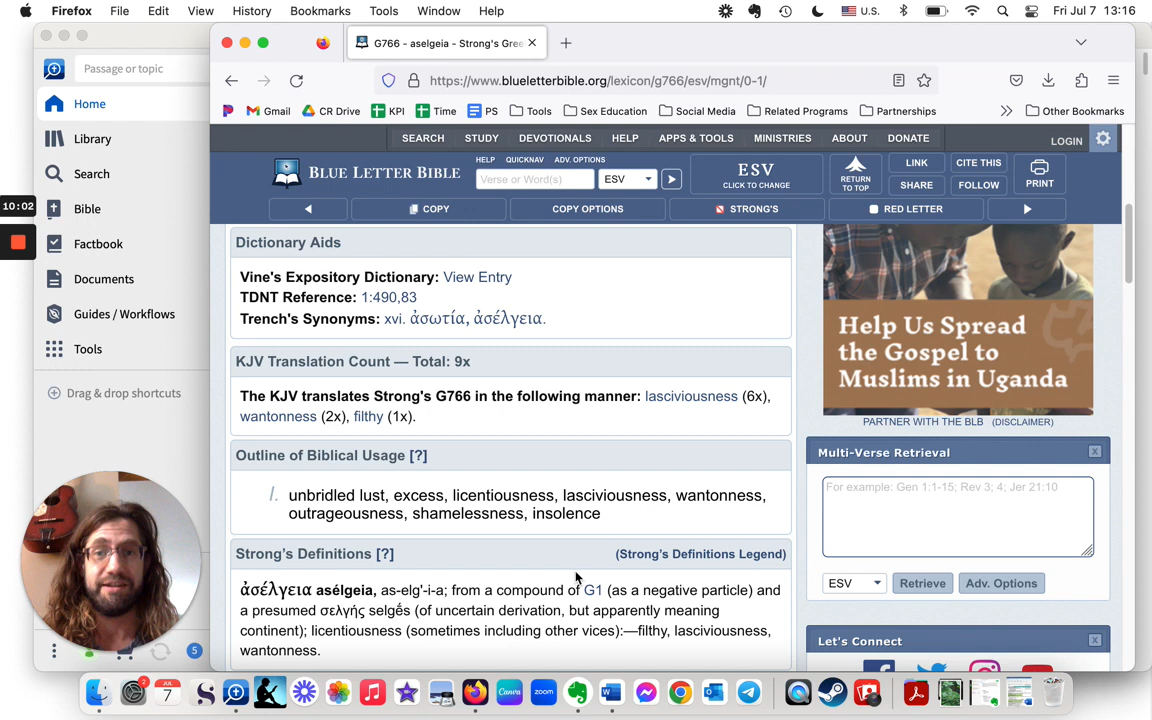 Firefox File Edit View History Bookmarks Tools Window Help U.S. Fri Jul 7 13:16
G766 - aselgeia - Strong's Gree
Passage or topic
https://www.blueletterbible.org/lexicon/g766/esv/mgnt/0-1/
Home
Gmail CR Drive KPI Time PS Tools Sex Education Social Media Related Programs Partnerships Other Bookmarks
Library
SEARCH STUDY DEVOTIONALS HELP APPS & TOOLS MINISTRIES ABOUT DONATE LOGIN
HELP QUICKNAV ADV. OPTIONS
BLUE LETTER BIBLE Verse or Word(s) ESV
ESV
CLICK TO CHANGE
RETURN
TO TOP
LINK CITE THIS
SHARE FOLLOW
PRINT
Search
COPY COPY OPTIONS STRONG'S RED LETTER
10:02
Bible
Factbook
Documents
Guides / Workflows
Tools
Drag & drop shortcuts
5
Dictionary Aids
Vine's Expository Dictionary: View Entry
TDNT Reference: 1:490,83
Trench's Synonyms: xvi. ἀσωτία, ἀσέλγεια.
KJV Translation Count — Total: 9x
The KJV translates Strong's G766 in the following manner: lasciviousness (6x),
wantonness (2x), filthy (1x).
Outline of Biblical Usage [?]
I. unbridled lust, excess, licentiousness, lasciviousness, wantonness,
outrageousness, shamelessness, insolence
Strong's Definitions [?] (Strong's Definitions Legend)
ἀσέλγεια asélgeia, as-elg'-i-a; from a compound of G1 (as a negative particle) and
a presumed σελγής selgḗs (of uncertain derivation, but apparently meaning
continent); licentiousness (sometimes including other vices):—filthy, lasciviousness,
wantonness.
Help Us Spread
the Gospel to
Muslims in Uganda
PARTNER WITH THE BLB (DISCLAIMER)
Multi-Verse Retrieval X
For example: Gen 1:1-15; Rev 3; 4; Jer 21:10
ESV Retrieve Adv. Options
Let's Connect X
2
JUL
7
Canva
zoom